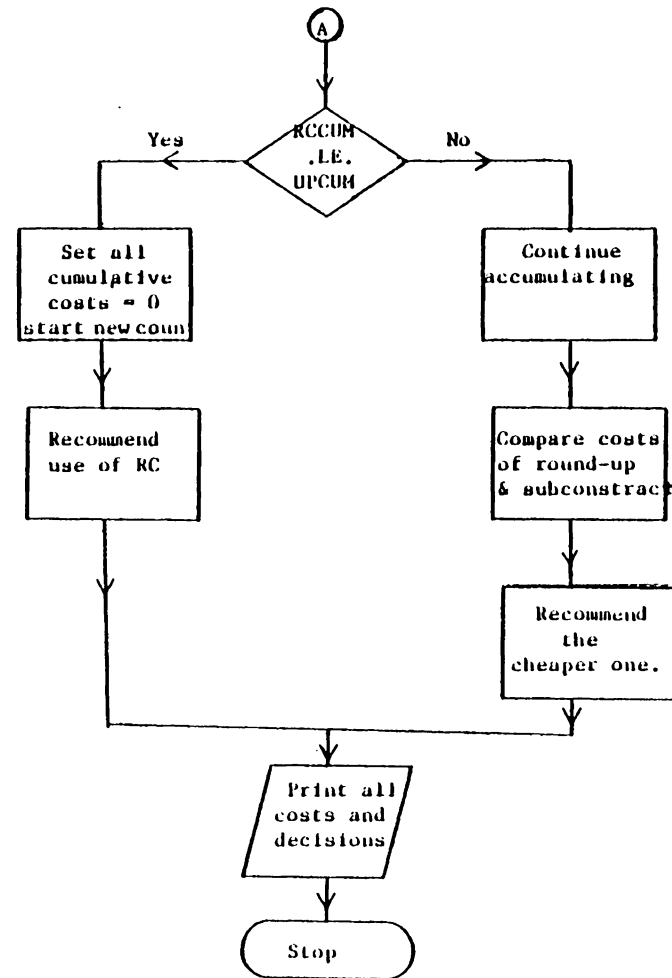 A
RCCUM
.LE.
UPCUM
Yes
No
Set all
cumulative
costs = 0
start new coun
Continue
accumulating
Recommend
use of RC
Compare costs
of round-up
& subconstract
Recommend
the
cheaper one.
Print all
costs and
decisions
Stop